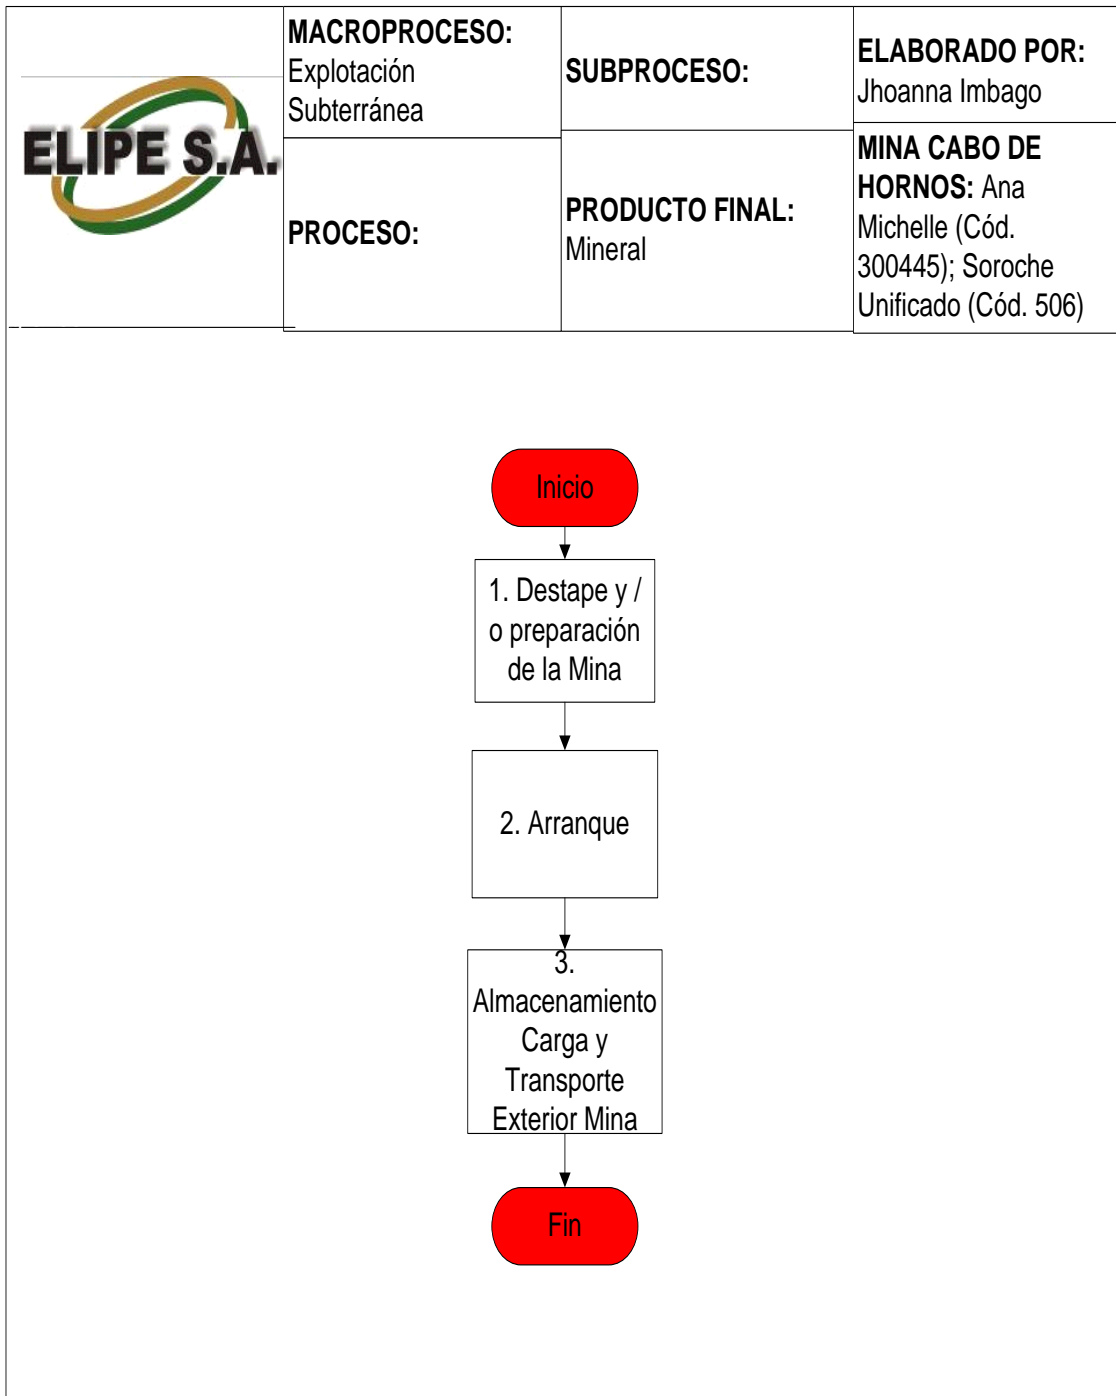 ELIPE S.A.
MACROPROCESO:
Explotación
Subterránea
PROCESO:
SUBPROCESO:
PRODUCTO FINAL:
Mineral
ELABORADO POR:
Jhoanna Imbago
MINA CABO DE
HORNOS: Ana
Michelle (Cód.
300445); Soroche
Unificado (Cód. 506)
Inicio
1. Destape y /
o preparación
de la Mina
2. Arranque
3.
Almacenamiento
Carga y
Transporte
Exterior Mina
Fin